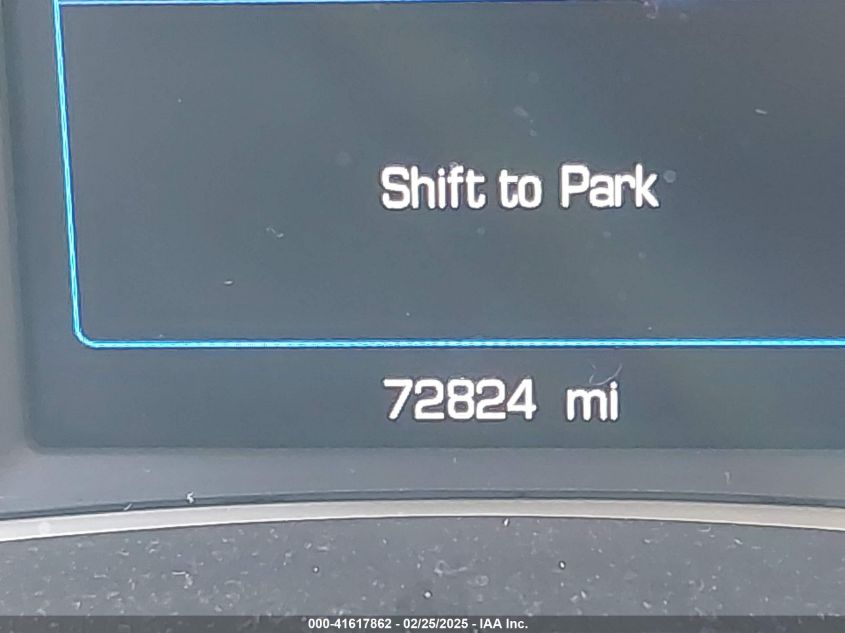 Shift to Park
72824 mi
000-41617862 - 02/25/2025 - IAA Inc.